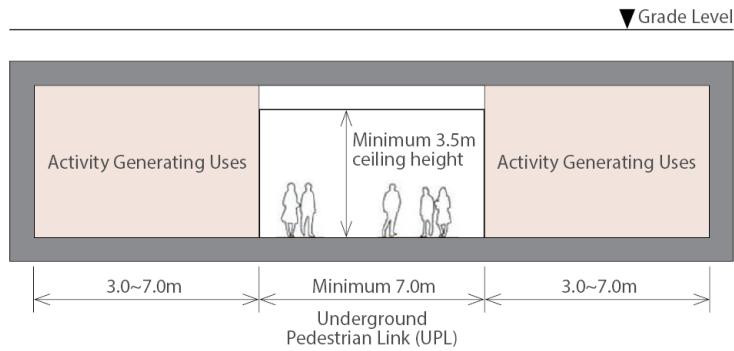 Grade Level
Activity Generating Uses
Minimum 3.5m
ceiling height
Activity Generating Uses
3.0~7.0m
Minimum 7.0m
3.0~7.0m
Underground
Pedestrian Link (UPL)